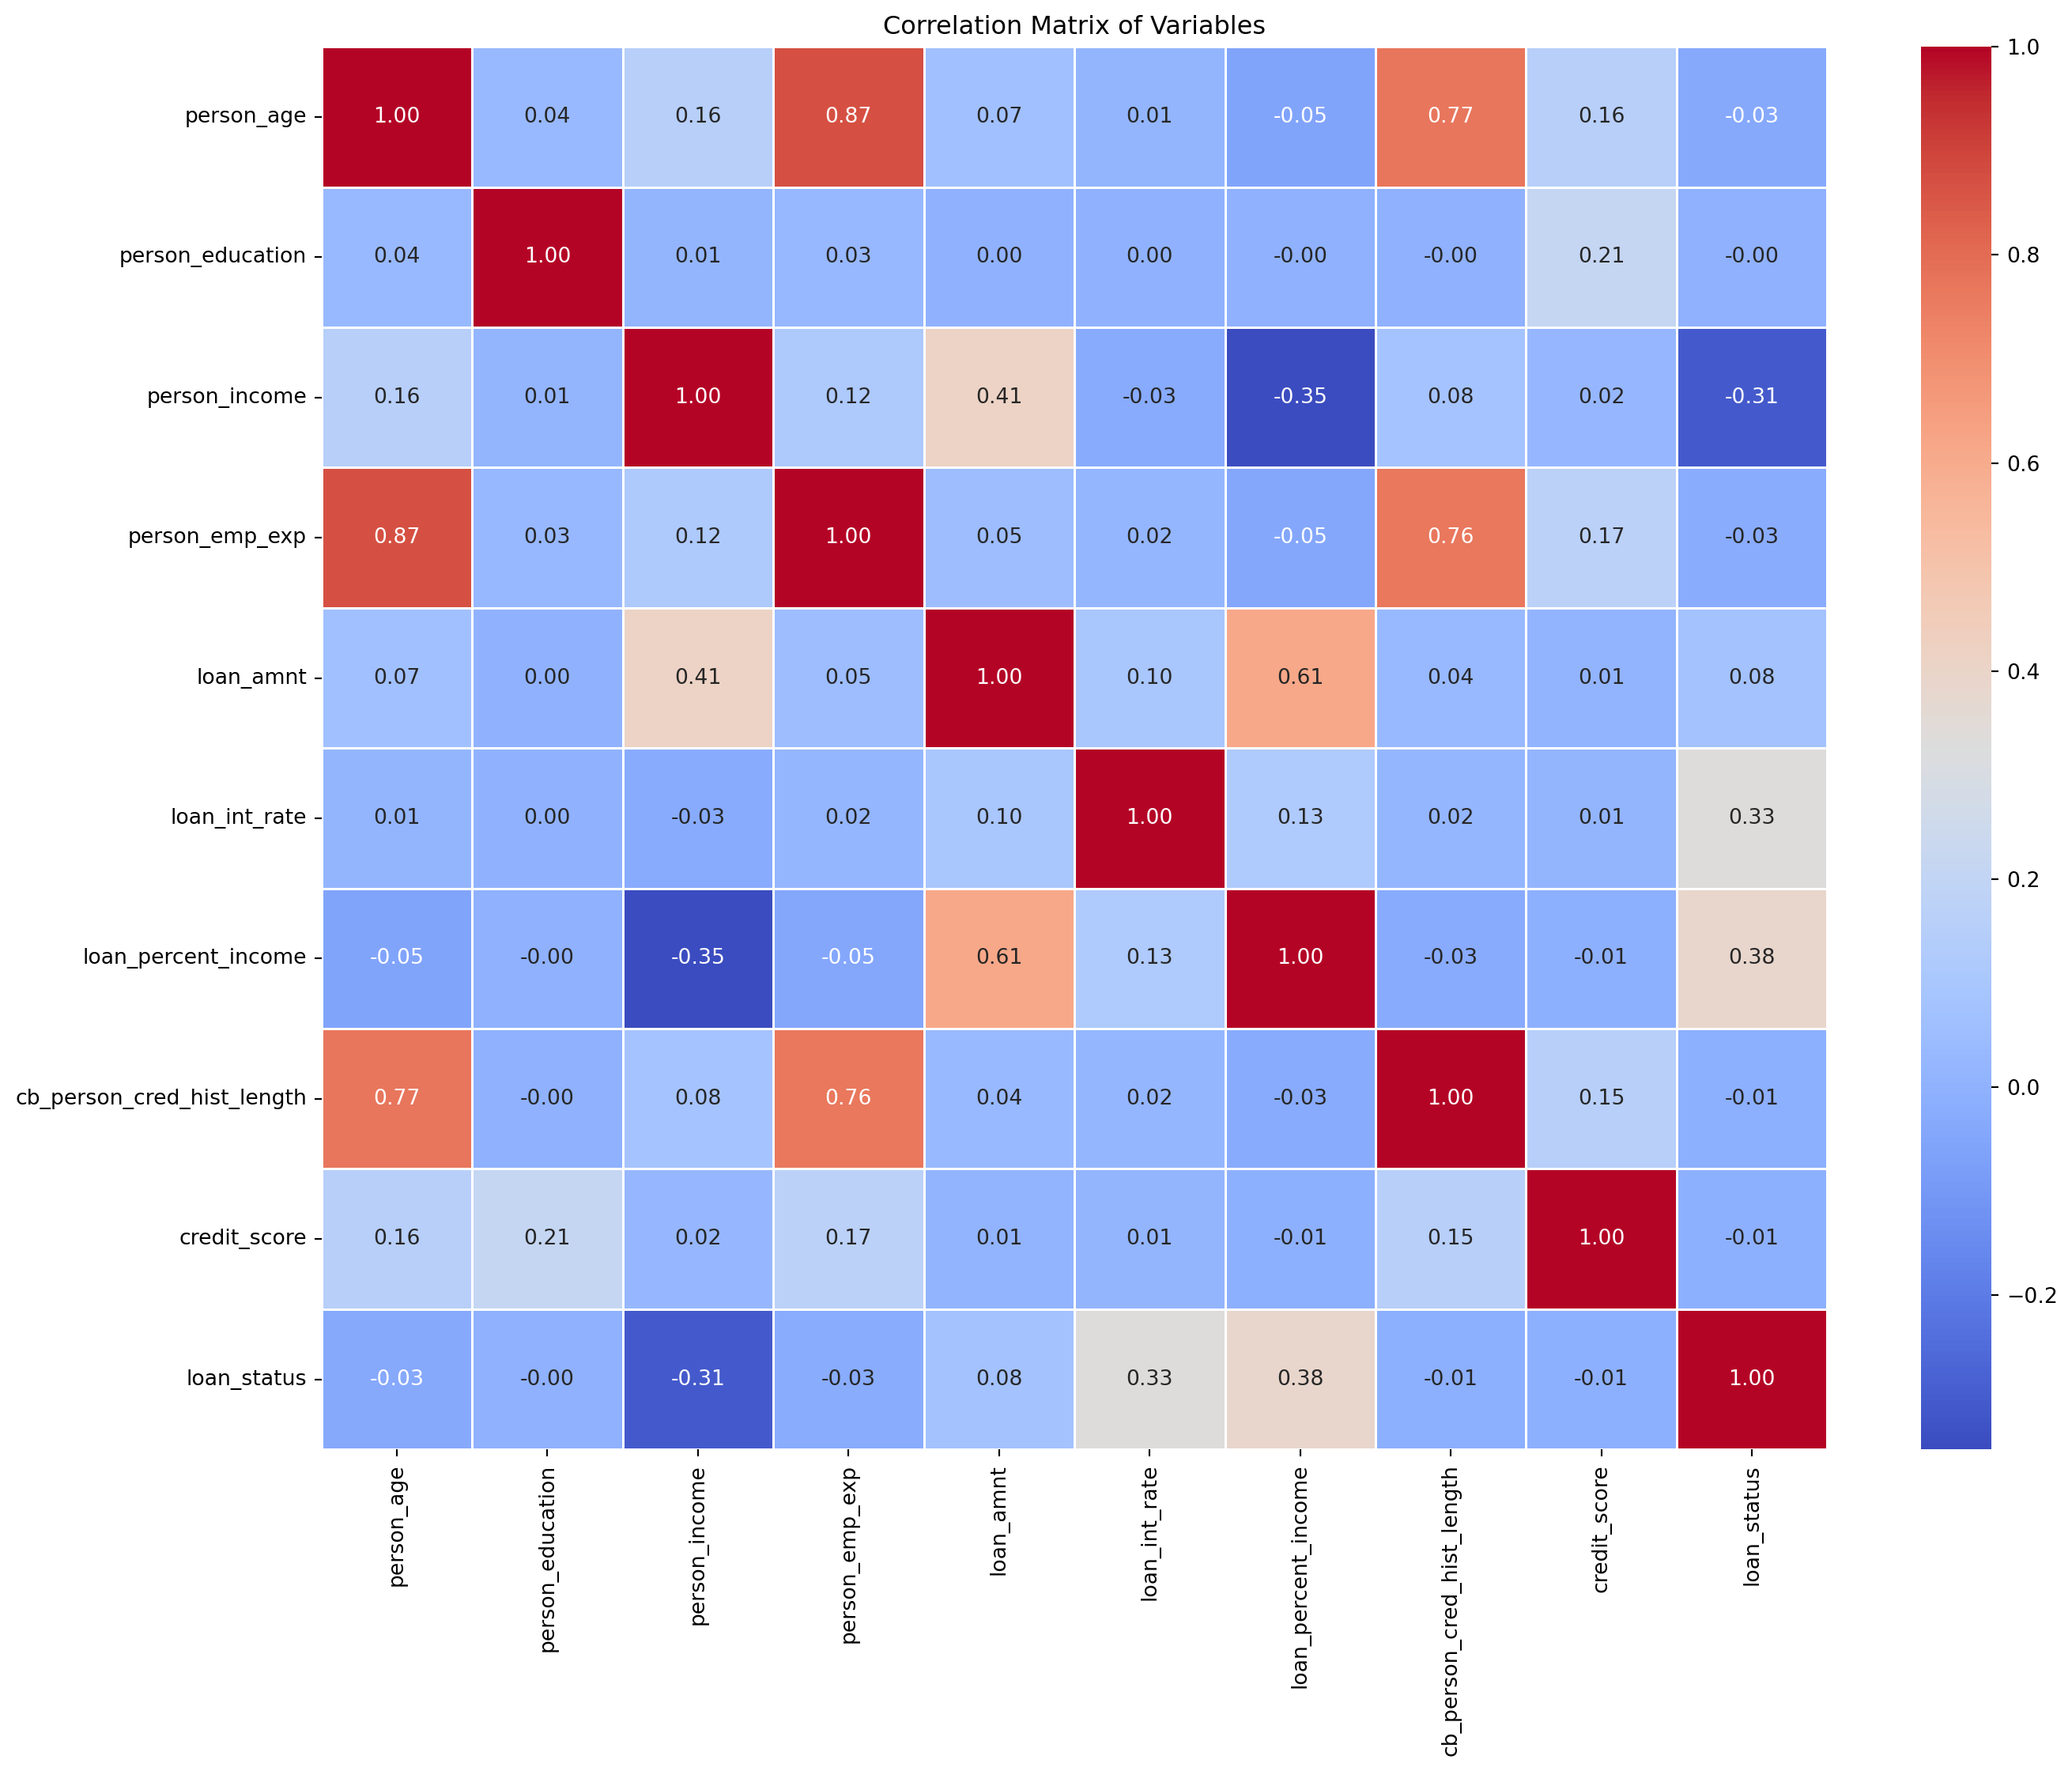 Correlation Matrix of Variables
person_age 1.00 0.04 0.16 0.87 0.07 0.01 -0.05 0.77 0.16 -0.03
person_education 0.04 1.00 0.01 0.03 0.00 0.00 -0.00 -0.00 0.21 -0.00
person_income 0.16 0.01 1.00 0.12 0.41 -0.03 -0.35 0.08 0.02 -0.31
person_emp_exp 0.87 0.03 0.12 1.00 0.05 0.02 -0.05 0.76 0.17 -0.03
loan_amnt 0.07 0.00 0.41 0.05 1.00 0.10 0.61 0.04 0.01 0.08
loan_int_rate 0.01 0.00 -0.03 0.02 0.10 1.00 0.13 0.02 0.01 0.33
loan_percent_income -0.05 -0.00 -0.35 -0.05 0.61 0.13 1.00 -0.03 -0.01 0.38
cb_person_cred_hist_length 0.77 -0.00 0.08 0.76 0.04 0.02 -0.03 1.00 0.15 -0.01
credit_score 0.16 0.21 0.02 0.17 0.01 0.01 -0.01 0.15 1.00 -0.01
loan_status -0.03 -0.00 -0.31 -0.03 0.08 0.33 0.38 -0.01 -0.01 1.00
person_age
person_education
person_income
person_emp_exp
loan_amnt
loan_int_rate
loan_percent_income
cb_person_cred_hist_length
credit_score
loan_status
1.0
0.8
0.6
0.4
0.2
0.0
−0.2